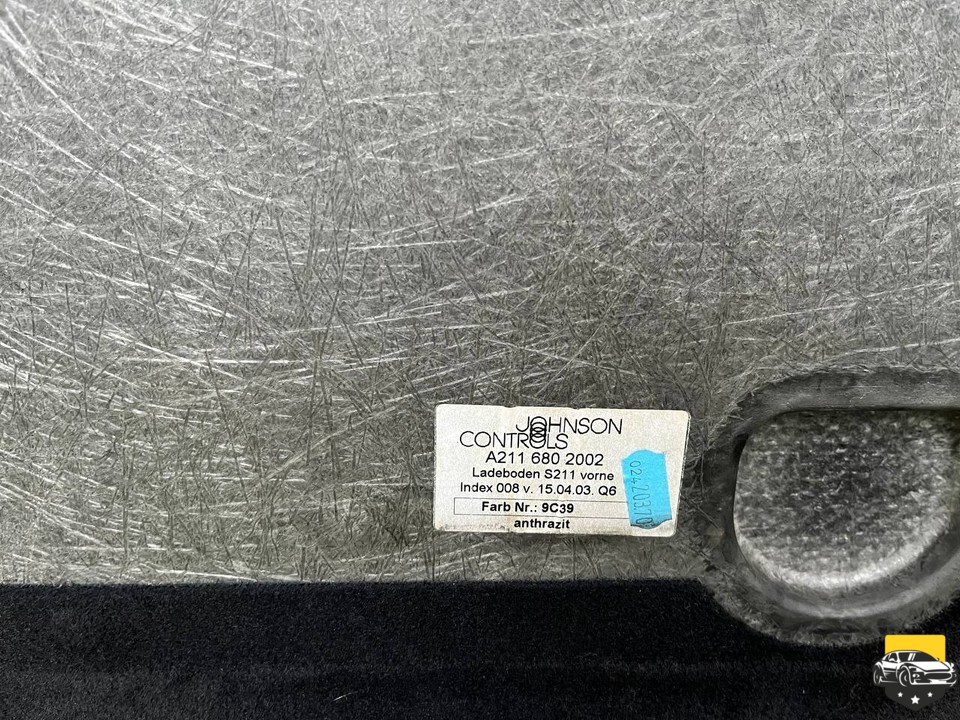 JOHNSON
CONTROLS
A211 680 2002
Ladeboden S211 vorne
Index 008 v. 15.04.03. Q6
Farb Nr.: 9C39
anthrazit